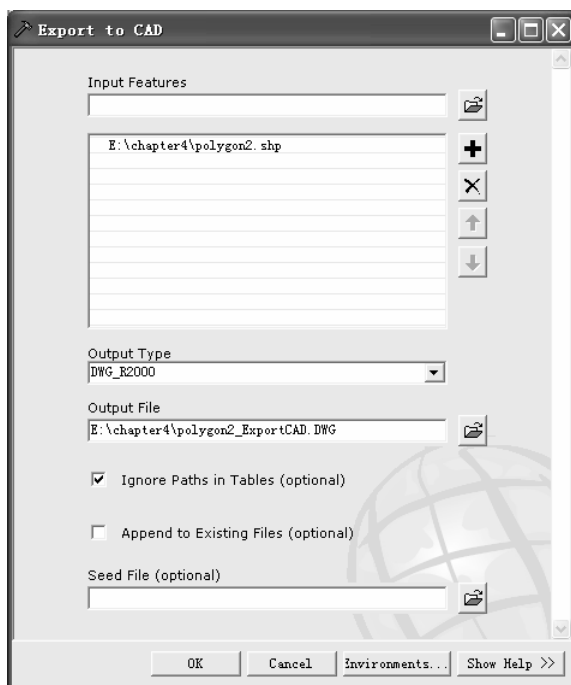 Export to CAD
Input Features
E:\chapter4\polygon2.shp
Output Type
DWG_R2000
Output File
E:\chapter4\polygon2_ExportCAD.DWG
Ignore Paths in Tables (optional)
Append to Existing Files (optional)
Seed File (optional)
OK Cancel Invironments... Show Help >>